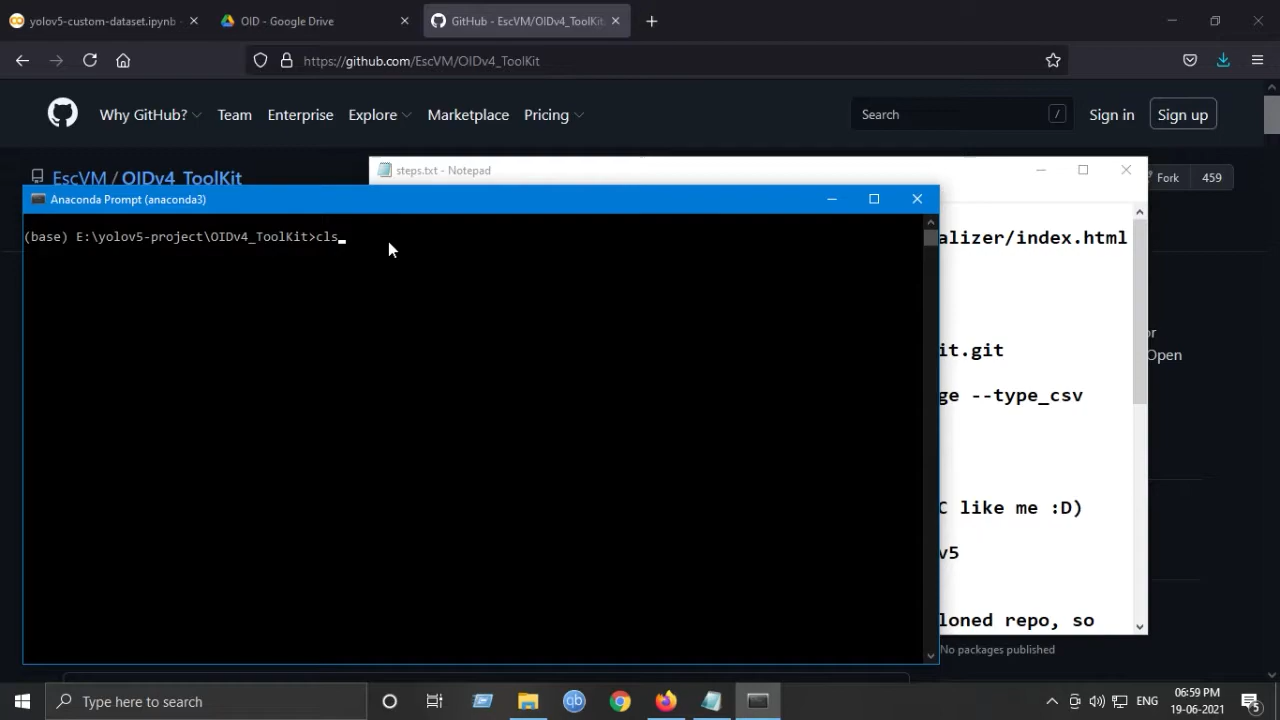 yolov5-custom-dataset.ipynb
OID - Google Drive
GitHub - EscVM/OIDv4_ToolKit:
https://github.com/EscVM/OIDv4_ToolKit
Why GitHub?
Team
Enterprise
Explore
Marketplace
Pricing
Search
/
Sign in
Sign up
EscVM / OIDv4_ToolKit
Fork
459
steps.txt - Notepad
Anaconda Prompt (anaconda3)
(base) E:\yolov5-project\OIDv4_ToolKit>cls
alizer/index.html
it.git
or
Open
ge --type_csv
C like me :D)
v5
loned repo, so
No packages published
Type here to search
ENG
06:59 PM
19-06-2021
5